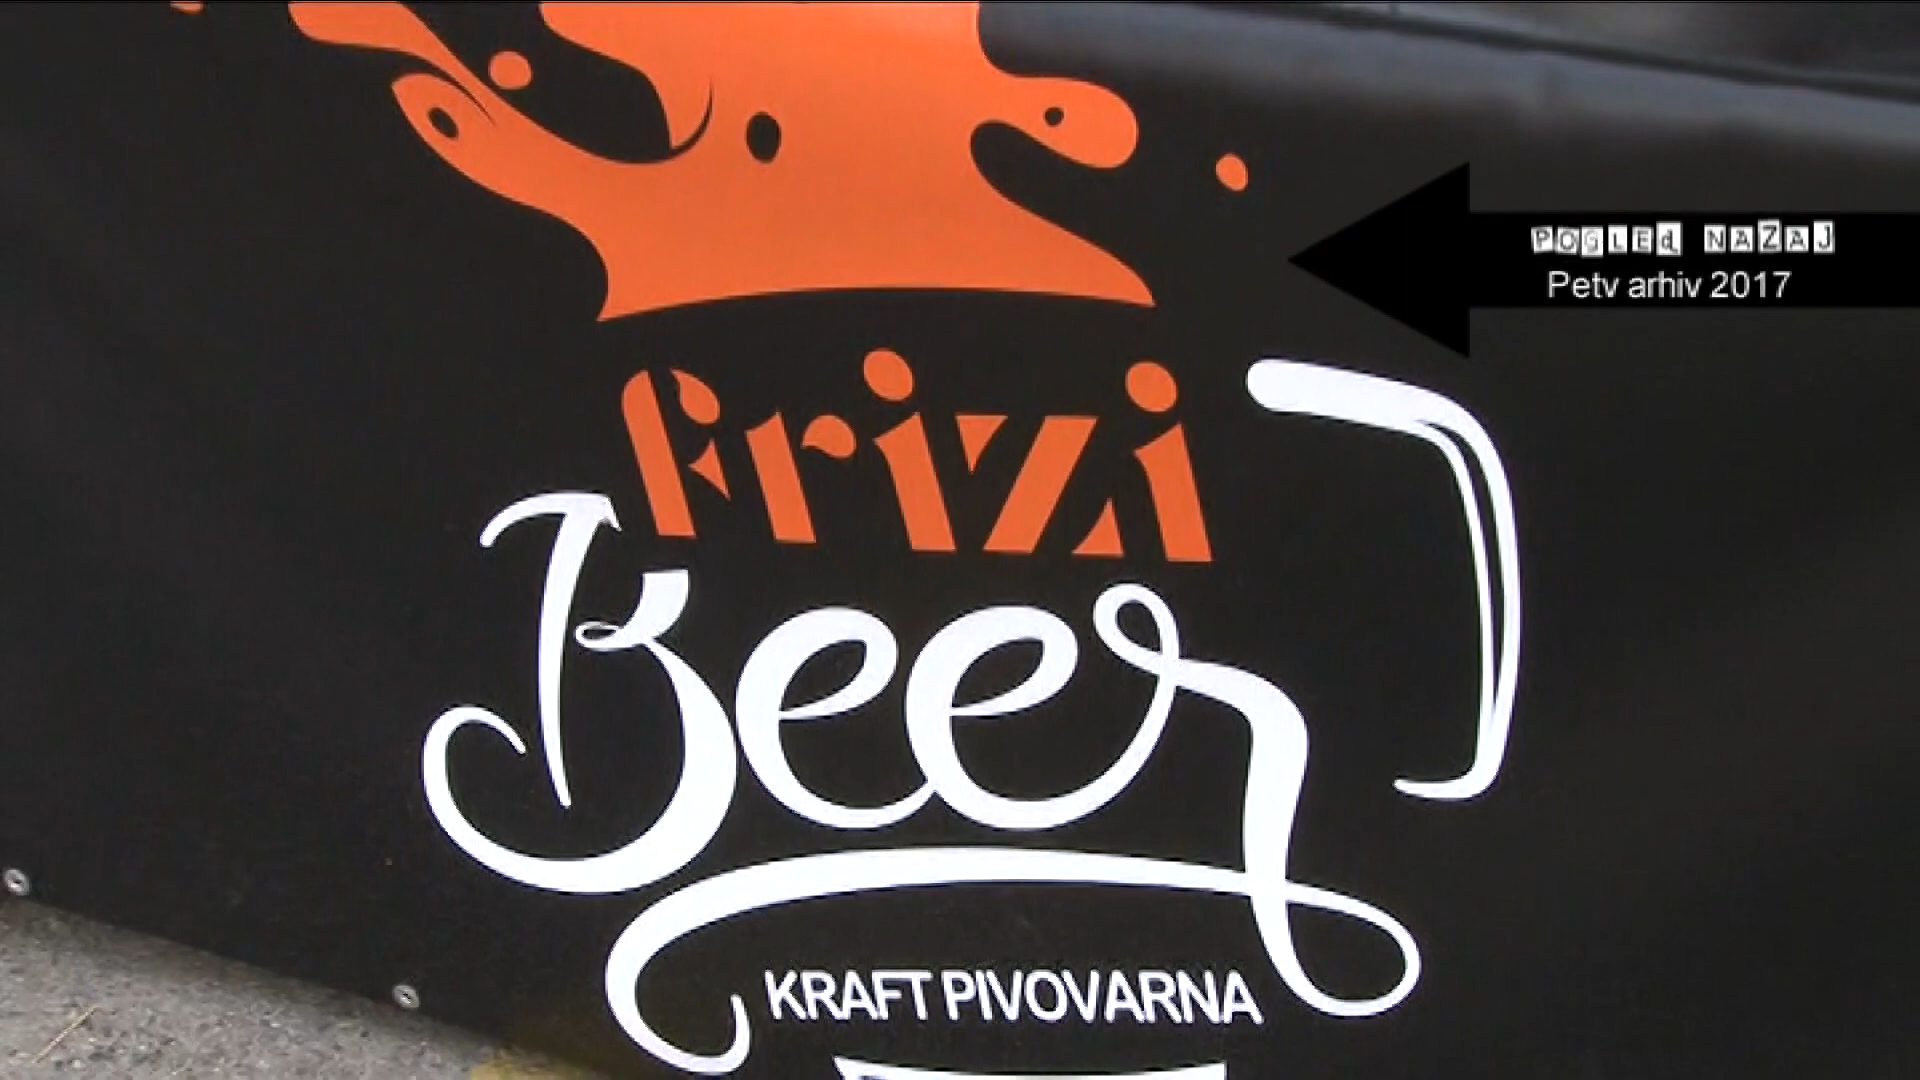 POGLEd NAZAJ
Petv arhiv 2017
Frizi
Beer
KRAFT PIVOVARNA